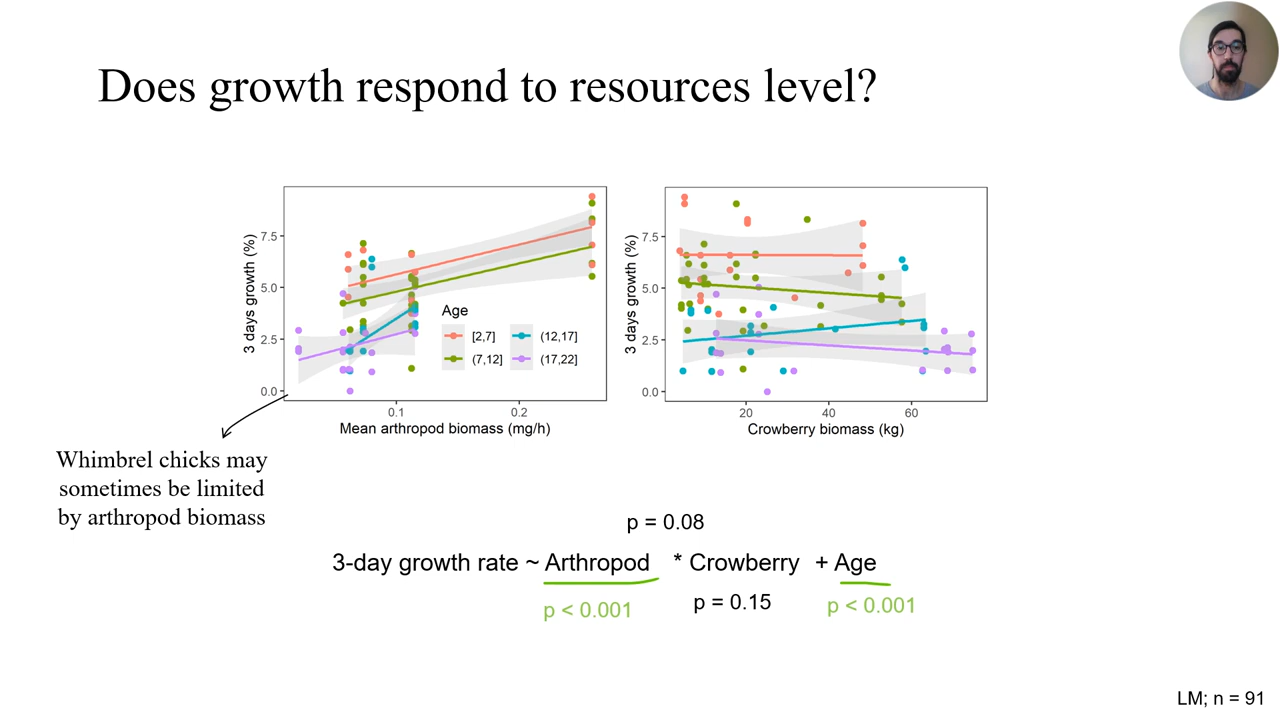 Does growth respond to resources level?
3 days growth (%)
7.5
5.0
2.5
0.0
0.1
0.2
Mean arthropod biomass (mg/h)
Age
[2,7]
(7,12]
(12,17]
(17,22]
3 days growth (%)
7.5
5.0
2.5
0.0
20
40
60
Crowberry biomass (kg)
Whimbrel chicks may
sometimes be limited
by arthropod biomass
p = 0.08
3-day growth rate ~ Arthropod * Crowberry + Age
p < 0.001
p = 0.15
p < 0.001
LM; n = 91